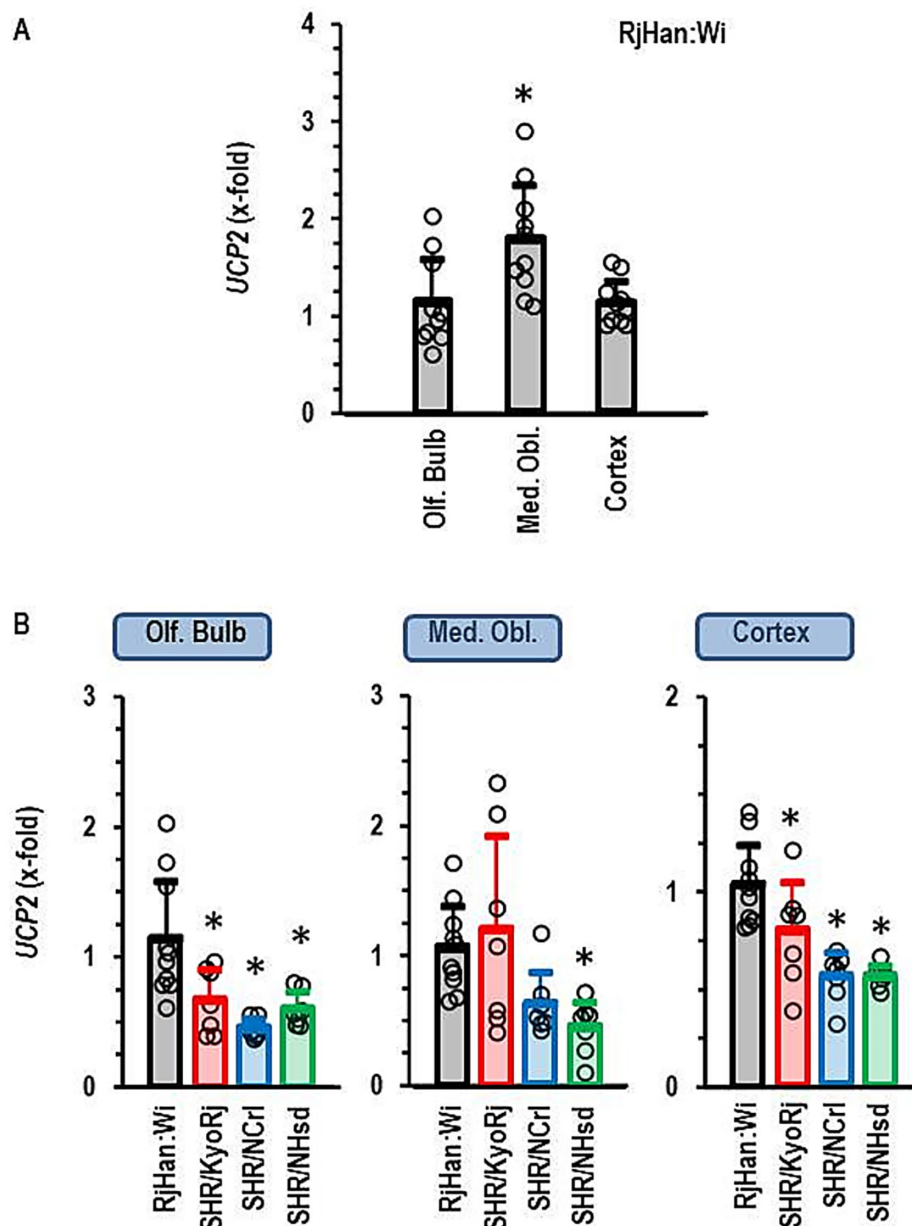 A
RjHan:Wi
UCP2 (x-fold)
4
3
2
1
0
*
Olf. Bulb
Med. Obl.
Cortex
B
Olf. Bulb
Med. Obl.
Cortex
UCP2 (x-fold)
3
2
1
0
* * *
RjHan:Wi
SHR/KyoRj
SHR/NCrl
SHR/NHsd
3
2
1
0
*
RjHan:Wi
SHR/KyoRj
SHR/NCrl
SHR/NHsd
2
1
0
* * *
RjHan:Wi
SHR/KyoRj
SHR/NCrl
SHR/NHsd